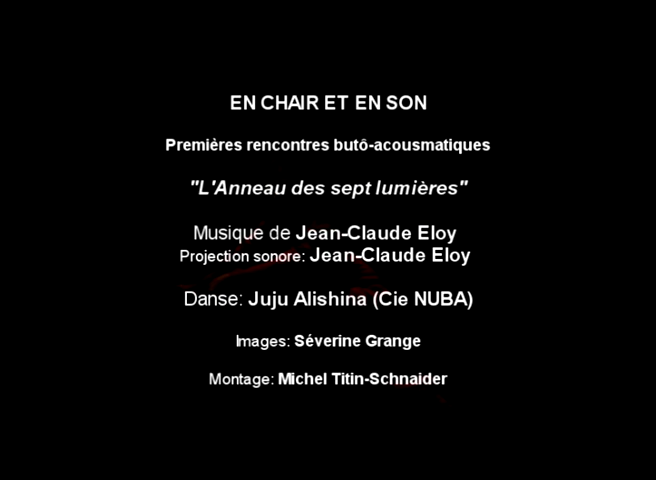 EN CHAIR ET EN SON
Premières rencontres butô-acousmatiques
"L'Anneau des sept lumières"
Musique de Jean-Claude Eloy
Projection sonore: Jean-Claude Eloy
Danse: Juju Alishina (Cie NUBA)
Images: Séverine Grange
Montage: Michel Titin-Schnaider